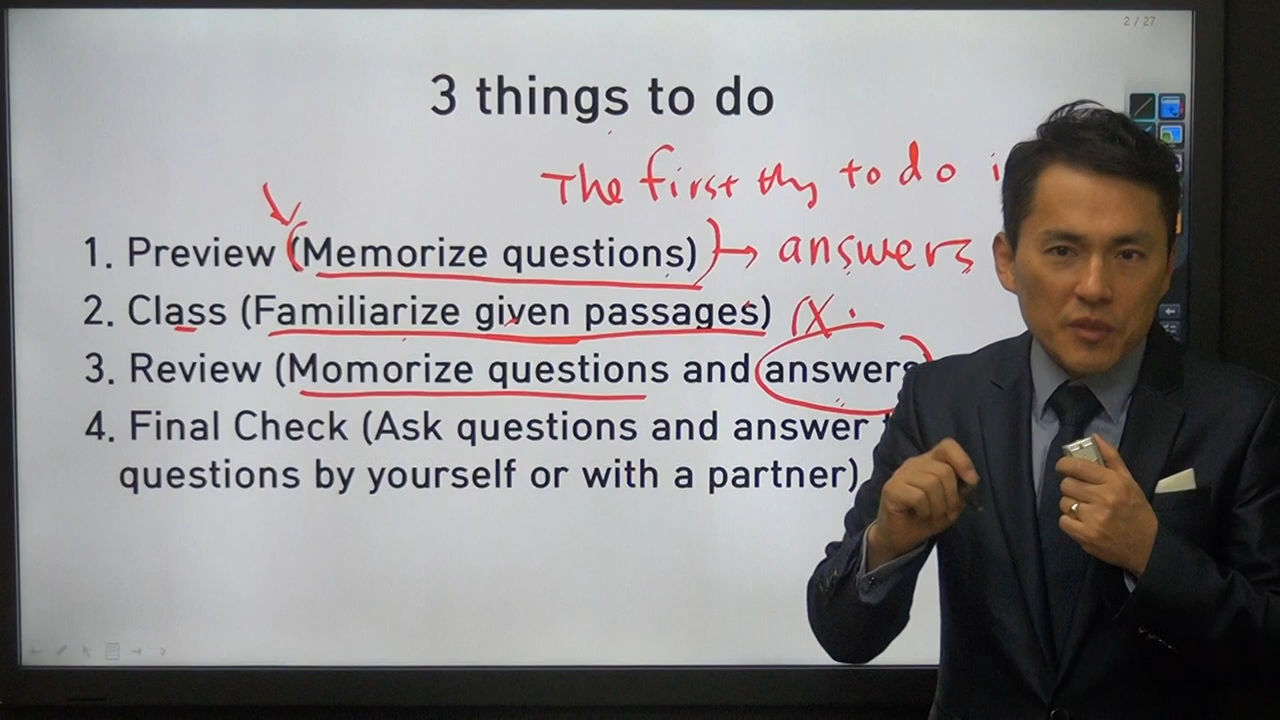 2 / 27
3 things to do
The first thg to do i
1. Preview (Memorize questions) → answers
2. Class (Familiarize given passages) (X.
3. Review (Momorize questions and answers
4. Final Check (Ask questions and answer
questions by yourself or with a partner)